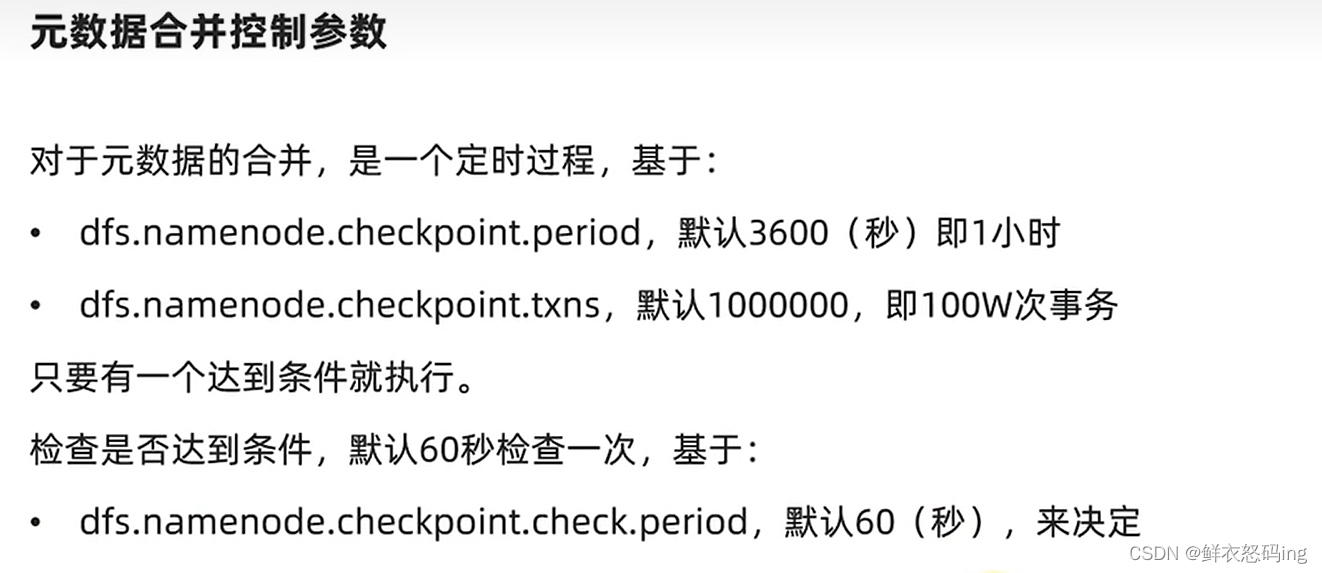 元数据合并控制参数
对于元数据的合并，是一个定时过程，基于：
• dfs.namenode.checkpoint.period，默认3600（秒）即1小时
• dfs.namenode.checkpoint.txns，默认1000000，即100W次事务
只要有一个达到条件就执行。
检查是否达到条件，默认60秒检查一次，基于：
• dfs.namenode.checkpoint.check.period，默认60（秒），来决定
CSDN @鲜衣怒码ing